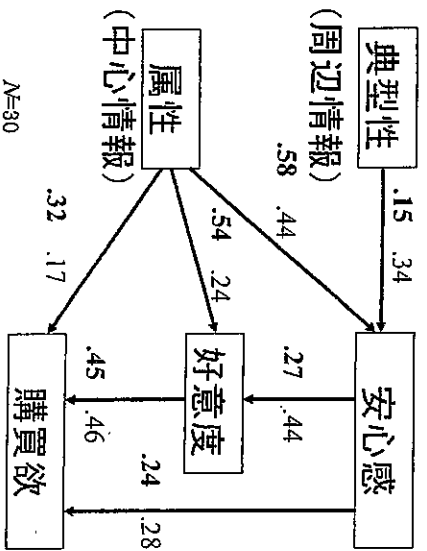 典型性
(周辺情報)
.15 .34
安心感
属性
(中心情報)
.58 .44
.54 .24
.27 .44
好意度
.32 .17
.45 .46
.24 .28
購買欲
N=80